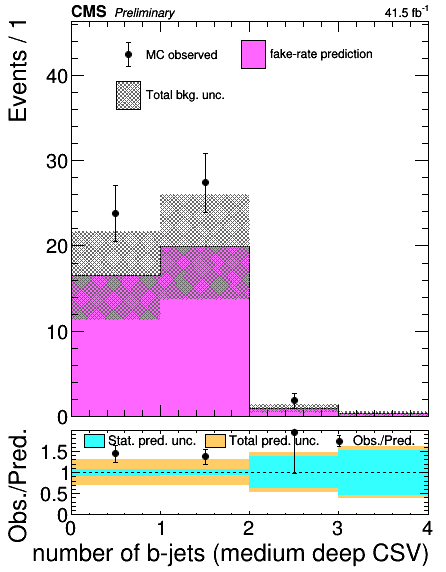 CMS Preliminary 41.5 fb⁻¹
Events / 1
MC observed
fake-rate prediction
Total bkg. unc.
40
30
20
10
0
Obs./Pred.
Stat. pred. unc.
Total pred. unc.
Obs./Pred.
1.5
1
0.5
0
0 1 2 3 4
number of b-jets (medium deep CSV)